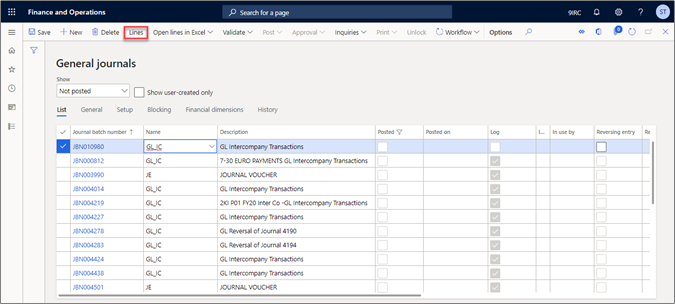 Finance and Operations
Search for a page
9IRC
ST
Save
New
Delete
Lines
Open lines in Excel
Validate
Post
Approval
Inquiries
Print
Unlock
Workflow
Options
0
General journals
Show
Not posted
Show user-created only
List General Setup Blocking Financial dimensions History
Journal batch number Name Description Posted Posted on Log I... In use by Reversing entry Re
JBN010980 GL_IC GL Intercompany Transactions
JBN000812 GL_IC 7-30 EURO PAYMENTS GL Intercompany Transactions
JBN003990 JE JOURNAL VOUCHER
JBN004014 GL_IC GL Intercompany Transactions
JBN004219 GL_IC 2KI P01 FY20 Inter Co -GL Intercompany Transactions
JBN004227 GL_IC GL Intercompany Transactions
JBN004278 GL_IC GL Reversal of Journal 4190
JBN004283 GL_IC GL Reversal of Journal 4194
JBN004424 GL_IC GL Intercompany Transactions
JBN004438 GL_IC GL Intercompany Transactions
JBN004501 JE JOURNAL VOUCHER